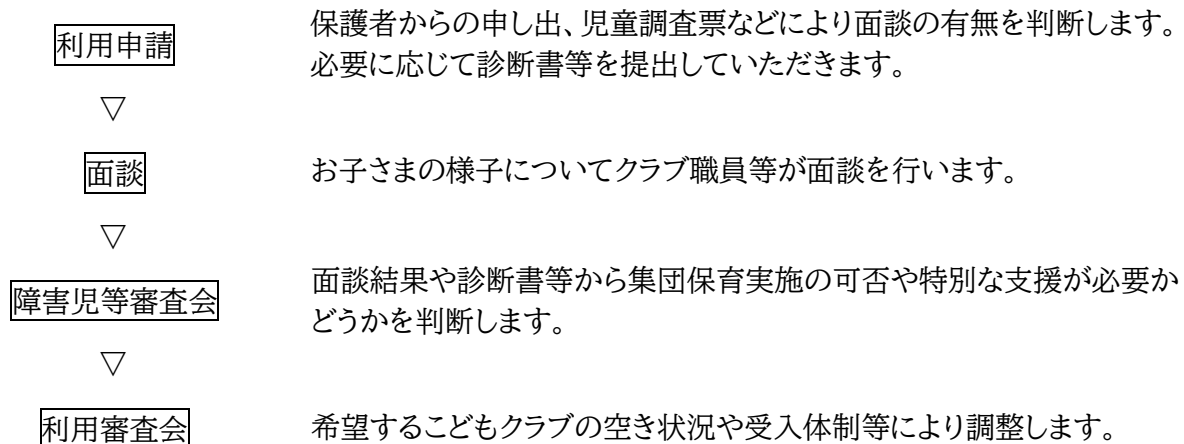 利用申請
保護者からの申し出、児童調査票などにより面談の有無を判断します。
必要に応じて診断書等を提出していただきます。
▽
面談
お子さまの様子についてクラブ職員等が面談を行います。
▽
障害児等審査会
面談結果や診断書等から集団保育実施の可否や特別な支援が必要か
どうかを判断します。
▽
利用審査会
希望するこどもクラブの空き状況や受入体制等により調整します。